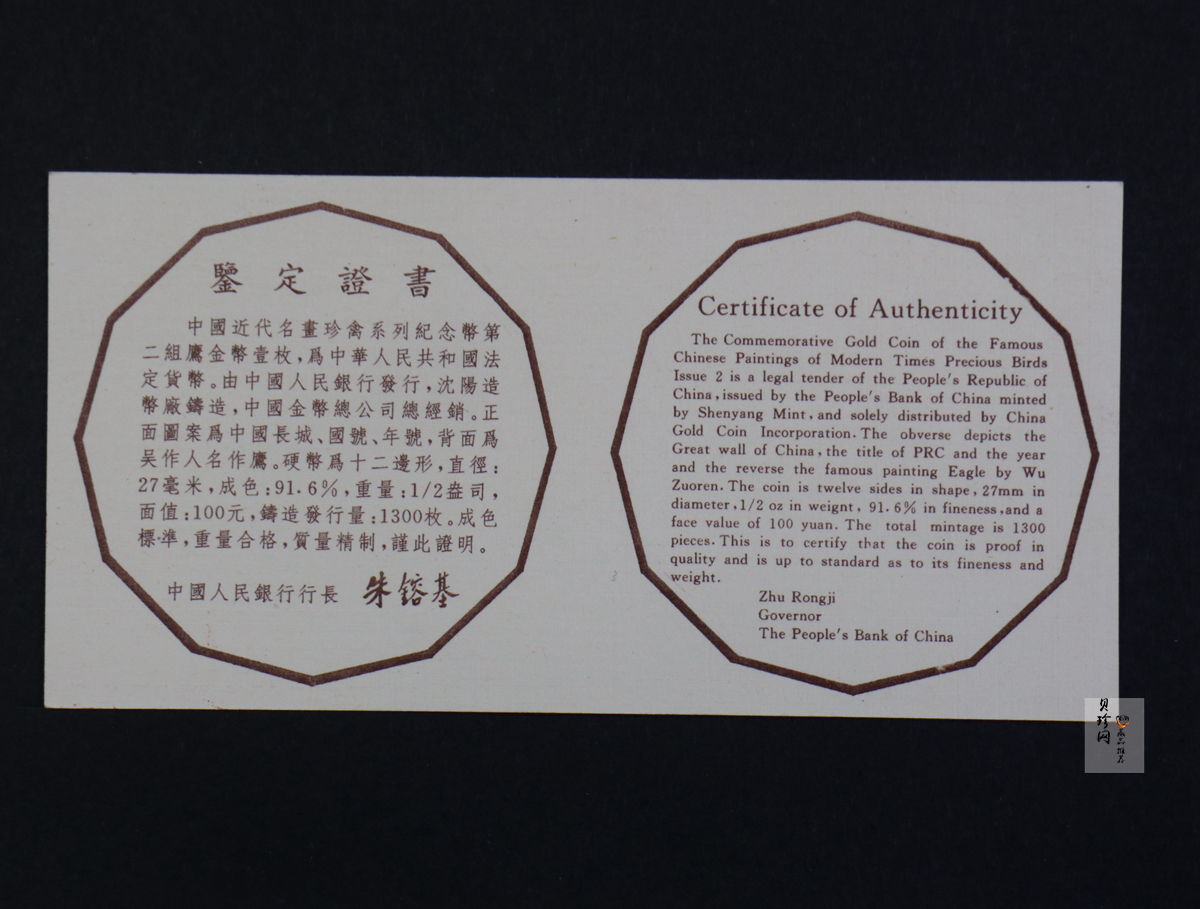 鑒定證書
中國近代名畫珍禽系列紀念幣第
二組鷹金幣壹枚，爲中華人民共和國法
定貨幣。由中國人民銀行發行，沈陽造
幣廠鑄造，中國金幣總公司總經銷。正
面圖案爲中國長城、國號、年號，背面爲
吴作人名作鷹。硬幣爲十二邊形，直徑：
27毫米，成色：91.6%，重量：1/2盎司，
面值：100元，鑄造發行量：1300枚。成色
標準，重量合格，質量精制，謹此證明。
中國人民銀行行長 朱鎔基
Certificate of Authenticity
The Commemorative Gold Coin of the Famous
Chinese Paintings of Modern Times Precious Birds
Issue 2 is a legal tender of the People's Republic of
China, issued by the People's Bank of China minted
by Shenyang Mint, and solely distributed by China
Gold Coin Incorporation. The obverse depicts the
Great wall of China, the title of PRC and the year
and the reverse the famous painting Eagle by Wu
Zuoren. The coin is twelve sides in shape, 27mm in
diameter, 1/2 oz in weignt, 91.6% in fineness, and a
face value of 100 yuan. The total mintage is 1300
pieces. This is to certify that the coin is proof in
quality and is up to standard as to its fineness and
weight.
Zhu Rongji
Governor
The People's Bank of China
贝珍网
藏品推荐